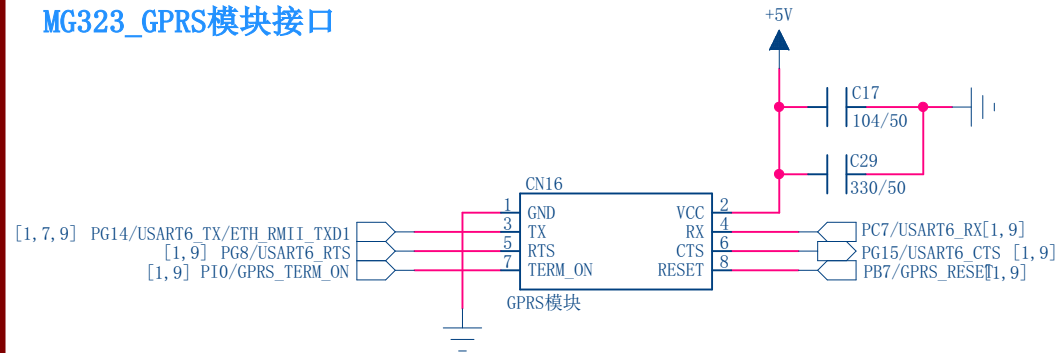 MG323_GPRS模块接口
+5V
C17
104/50
C29
330/50
CN16
1 GND VCC 2
[1,7,9] PG14/USART6_TX/ETH_RMII_TXD1 3 TX RX 4 PC7/USART6_RX[1,9]
[1,9] PG8/USART6_RTS 5 RTS CTS 6 PG15/USART6_CTS [1,9]
[1,9] PI0/GPRS_TERM_ON 7 TERM_ON RESET 8 PB7/GPRS_RESET[1,9]
GPRS模块